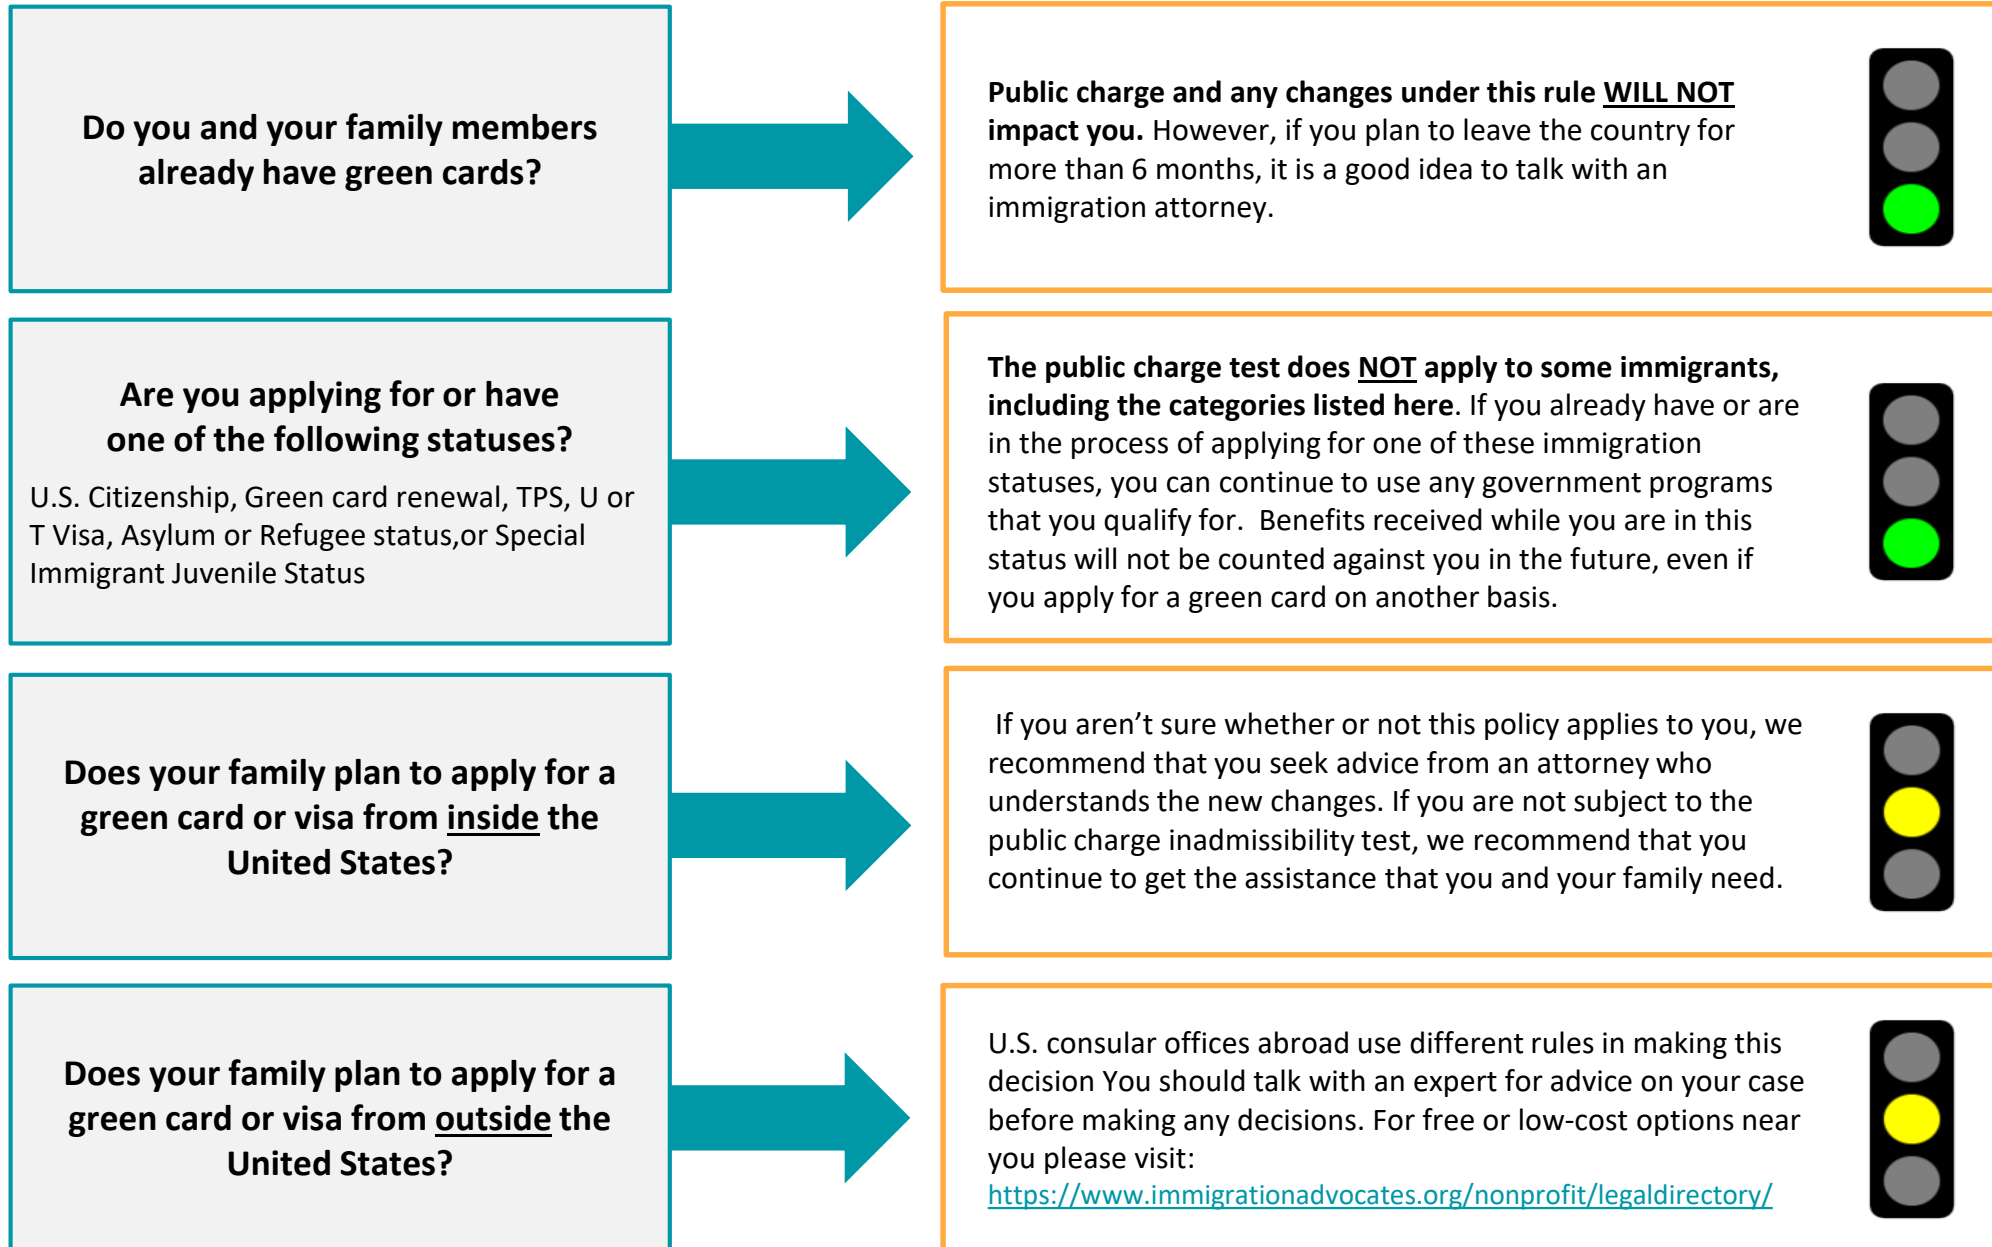 Do you and your family members
already have green cards?
Public charge and any changes under this rule WILL NOT
impact you. However, if you plan to leave the country for
more than 6 months, it is a good idea to talk with an
immigration attorney.
Are you applying for or have
one of the following statuses?
U.S. Citizenship, Green card renewal, TPS, U or
T Visa, Asylum or Refugee status,or Special
Immigrant Juvenile Status
The public charge test does NOT apply to some immigrants,
including the categories listed here. If you already have or are
in the process of applying for one of these immigration
statuses, you can continue to use any government programs
that you qualify for.  Benefits received while you are in this
status will not be counted against you in the future, even if
you apply for a green card on another basis.
Does your family plan to apply for a
green card or visa from inside the
United States?
If you aren’t sure whether or not this policy applies to you, we
recommend that you seek advice from an attorney who
understands the new changes. If you are not subject to the
public charge inadmissibility test, we recommend that you
continue to get the assistance that you and your family need.
Does your family plan to apply for a
green card or visa from outside the
United States?
U.S. consular offices abroad use different rules in making this
decision You should talk with an expert for advice on your case
before making any decisions. For free or low-cost options near
you please visit:
https://www.immigrationadvocates.org/nonprofit/legaldirectory/